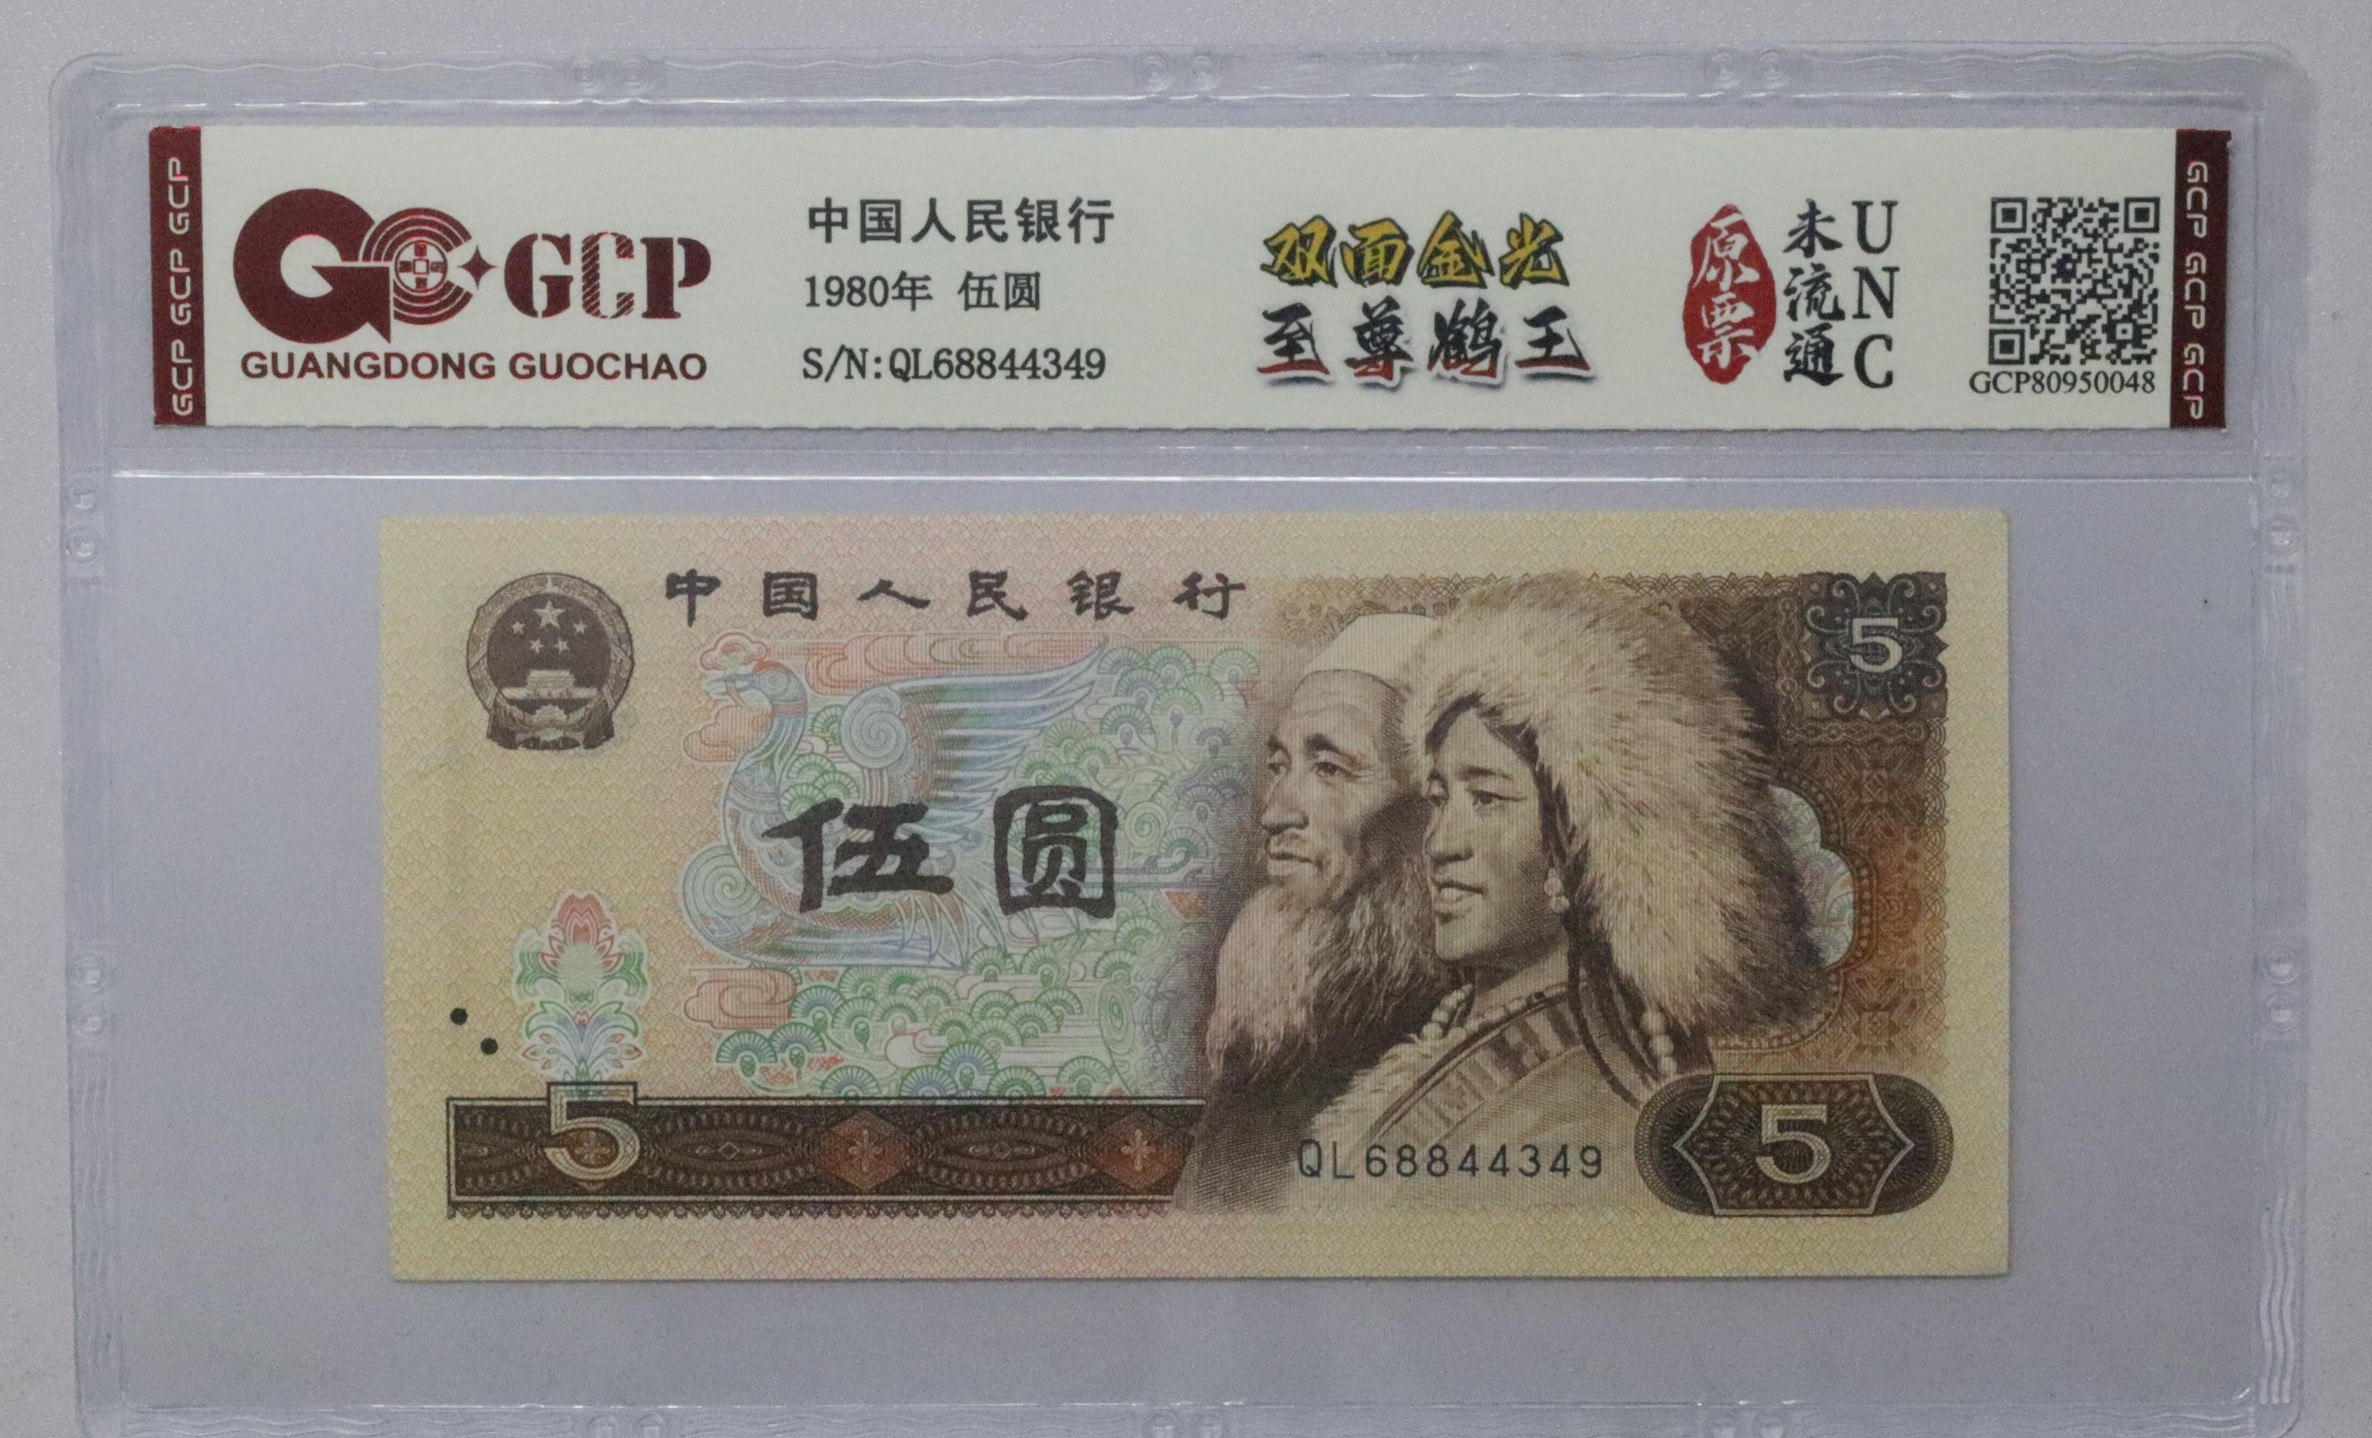 GCP GCP GCP
GCP
GUANGDONG GUOCHAO
中国人民银行
1980年 伍圆
S/N:QL68844349
双面金光
至尊鹤王
原票
未流通
UNC
GCP80950048
GCP GCP GCP
中国人民银行
5
伍圆
5
QL68844349
5